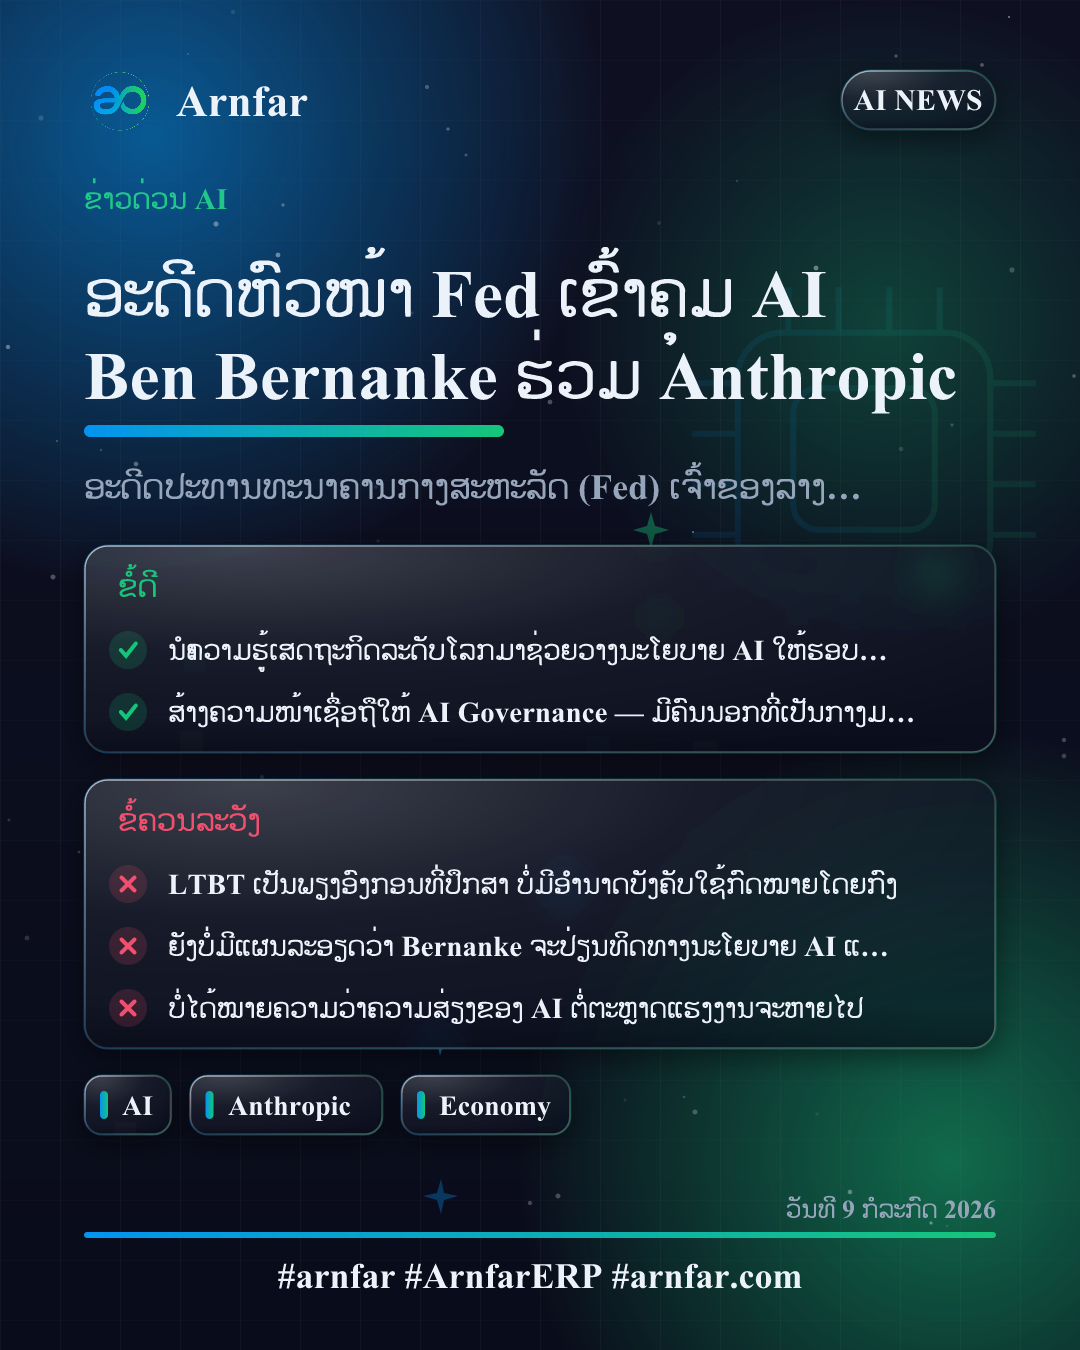 Arnfar
AI NEWS
ຂ່າວດ່ວນ AI
ອະດີດຫົວໜ້າ Fed ເຂົ້າຄຸມ AI
Ben Bernanke ຮ່ວມ Anthropic
ອະດີດປະທານທະນາຄານກາງສະຫະລັດ (Fed) ເຈົ້າຂອງລາງ...
ຂໍ້ດີ
ນໍຄວາມຮູ້ເສດຖະກິດລະດັບໂລກມາຊ່ວຍວາງນະໂຍບາຍ AI ໃຫ້ຮອບ...
ສ້າງຄວາມໜ້າເຊື່ອຖືໃຫ້ AI Governance — ມີຄົນນອກທີ່ເປັນກາງມ...
ຂໍ້ຄວນລະວັງ
LTBT ເປັນພຽງອົງກອນທີ່ປຶກສາ ບໍ່ມີອຳນາດບັງຄັບໃຊ້ກົດໝາຍໂດຍກົງ
ຍັງບໍ່ມີແຜນລະອຽດວ່າ Bernanke ຈະປ່ຽນທິດທາງນະໂຍບາຍ AI ແ...
ບໍ່ໄດ້ໝາຍຄວາມວ່າຄວາມສ່ຽງຂອງ AI ຕໍ່ຕະຫຼາດແຮງງານຈະຫາຍໄປ
AI
Anthropic
Economy
ວັນທີ 9 ກໍລະກົດ 2026
#arnfar #ArnfarERP #arnfar.com